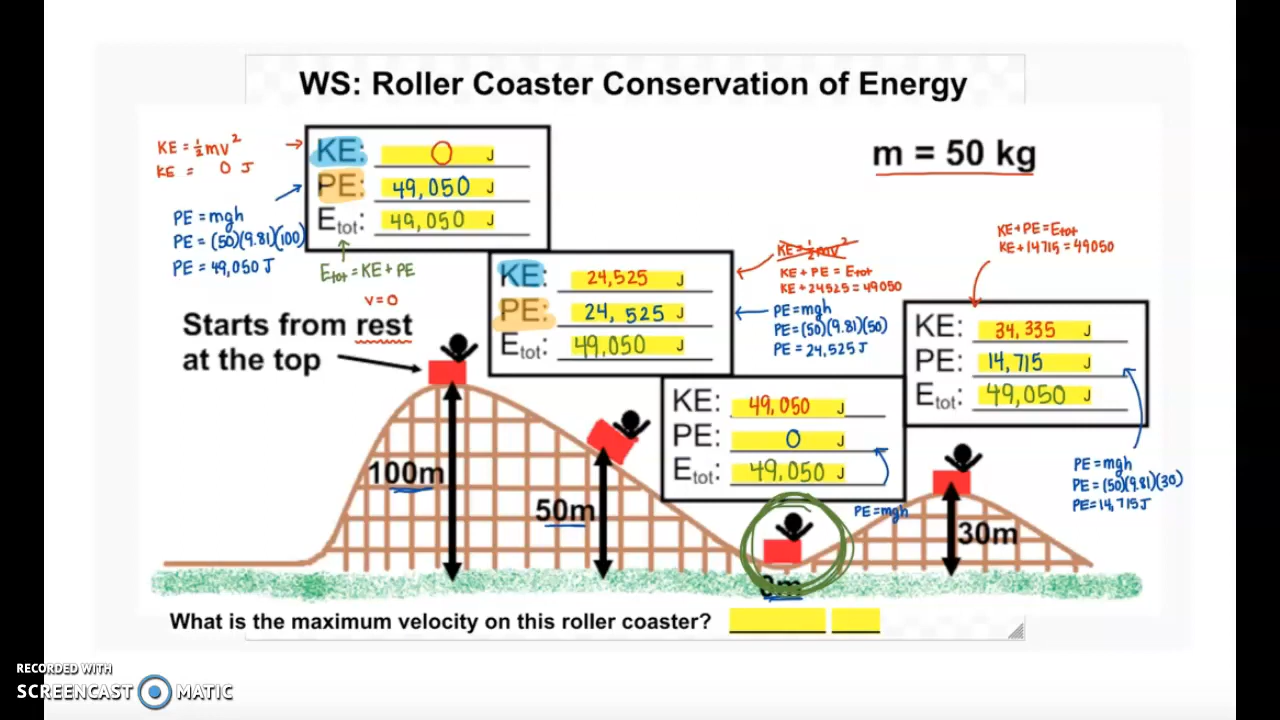 WS: Roller Coaster Conservation of Energy
KE = ½mv²
KE = 0 J
PE = mgh
PE = (50)(9.81)(100)
PE = 49,050 J
KE: 0 J
PE: 49,050 J
Etot: 49,050 J
Etot = KE + PE
m = 50 kg
v=0
Starts from rest
at the top
KE: 24,525 J
PE: 24,525 J
Etot: 49,050 J
KE = ½mv²
KE + PE = Etot
KE + 24525 = 49050
PE = mgh
PE = (50)(9.81)(50)
PE = 24,525 J
KE+PE = Etot
KE+14715 = 49050
KE: 34,335 J
PE: 14,715 J
Etot: 49,050 J
KE: 49,050 J
PE: 0 J
Etot: 49,050 J
PE = mgh
PE = mgh
PE = (50)(9.81)(30)
PE = 14,715 J
100m
50m
0m
30m
What is the maximum velocity on this roller coaster?
RECORDED WITH
SCREENCAST MATIC